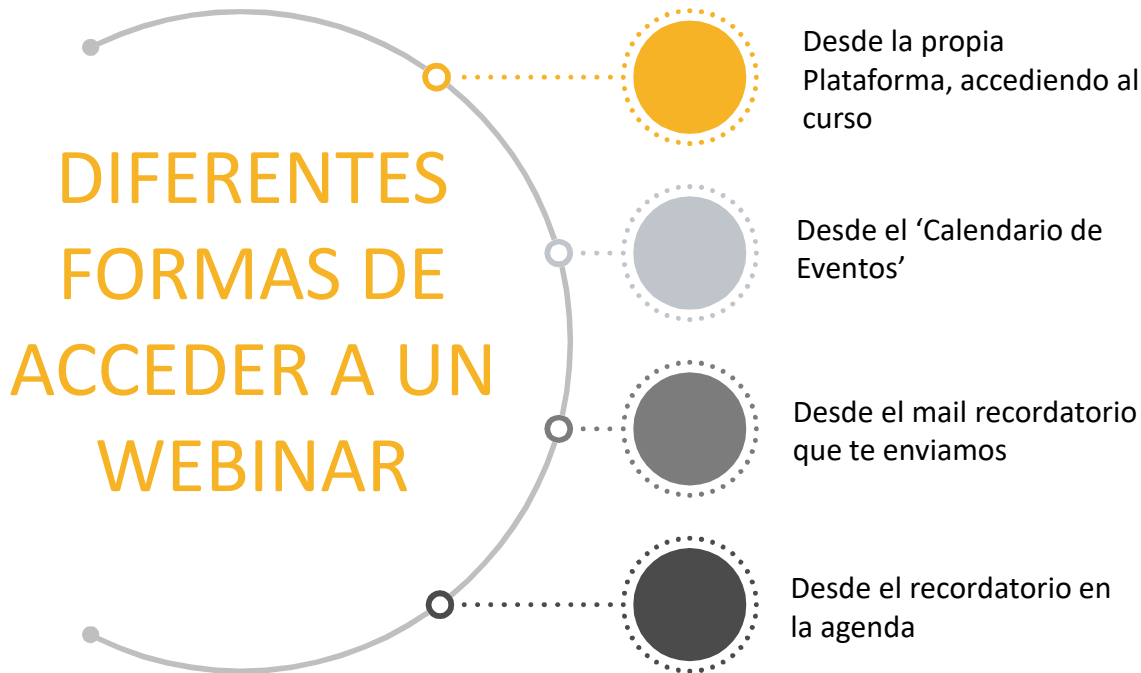 DIFERENTES
FORMAS DE
ACCEDER A UN
WEBINAR
Desde la propia
Plataforma, accediendo al
curso
Desde el ‘Calendario de
Eventos’
Desde el mail recordatorio
que te enviamos
Desde el recordatorio en
la agenda